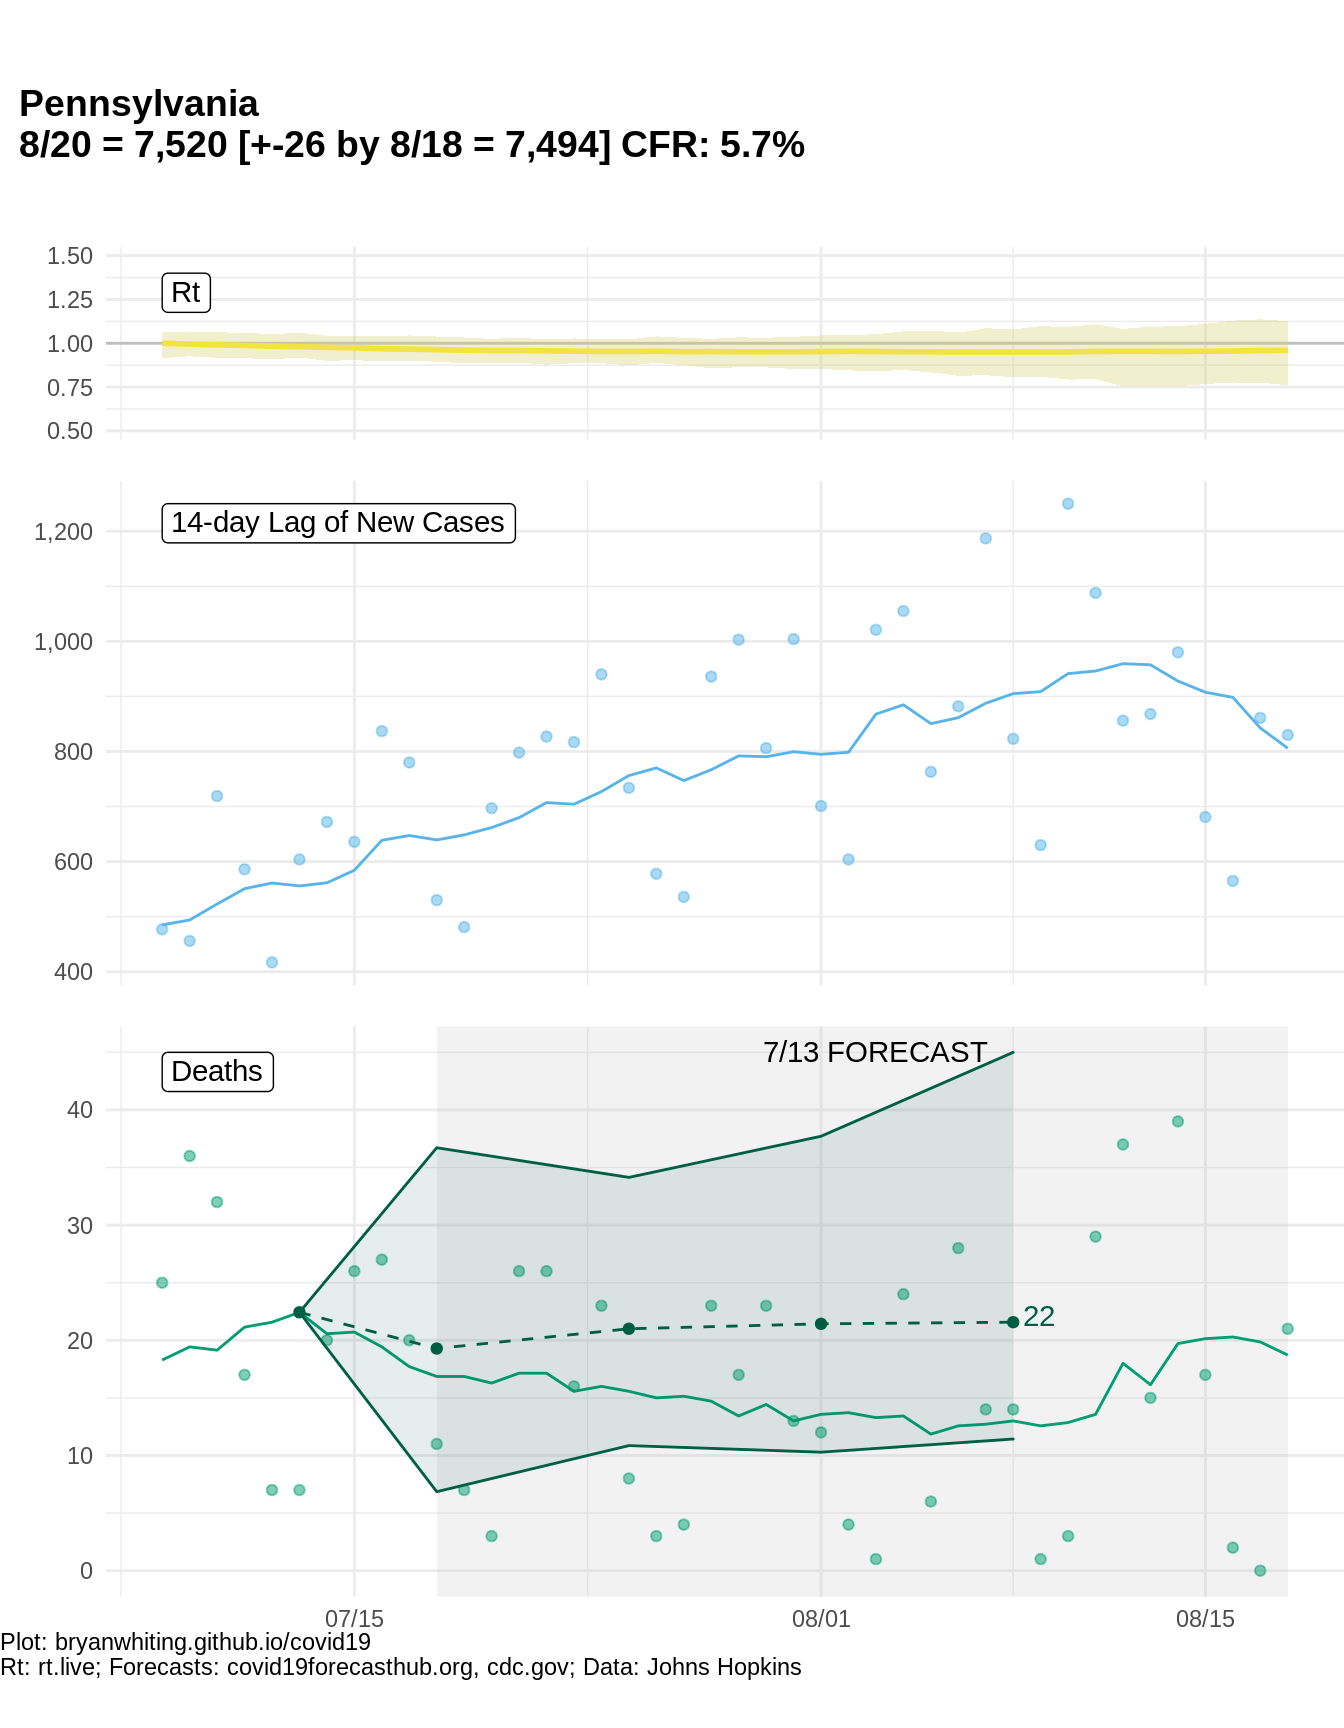 Pennsylvania
8/20 = 7,520 [+-26 by 8/18 = 7,494] CFR: 5.7%
1.50
Rt
1.25
1.00
0.75
0.50
14-day Lag of New Cases
1,200
1,000
800
600
400
7/13 FORECAST
Deaths
40
30
22
20
10
0
07/15 08/01 08/15
Plot: bryanwhiting.github.io/covid19
Rt: rt.live; Forecasts: covid19forecasthub.org, cdc.gov; Data: Johns Hopkins